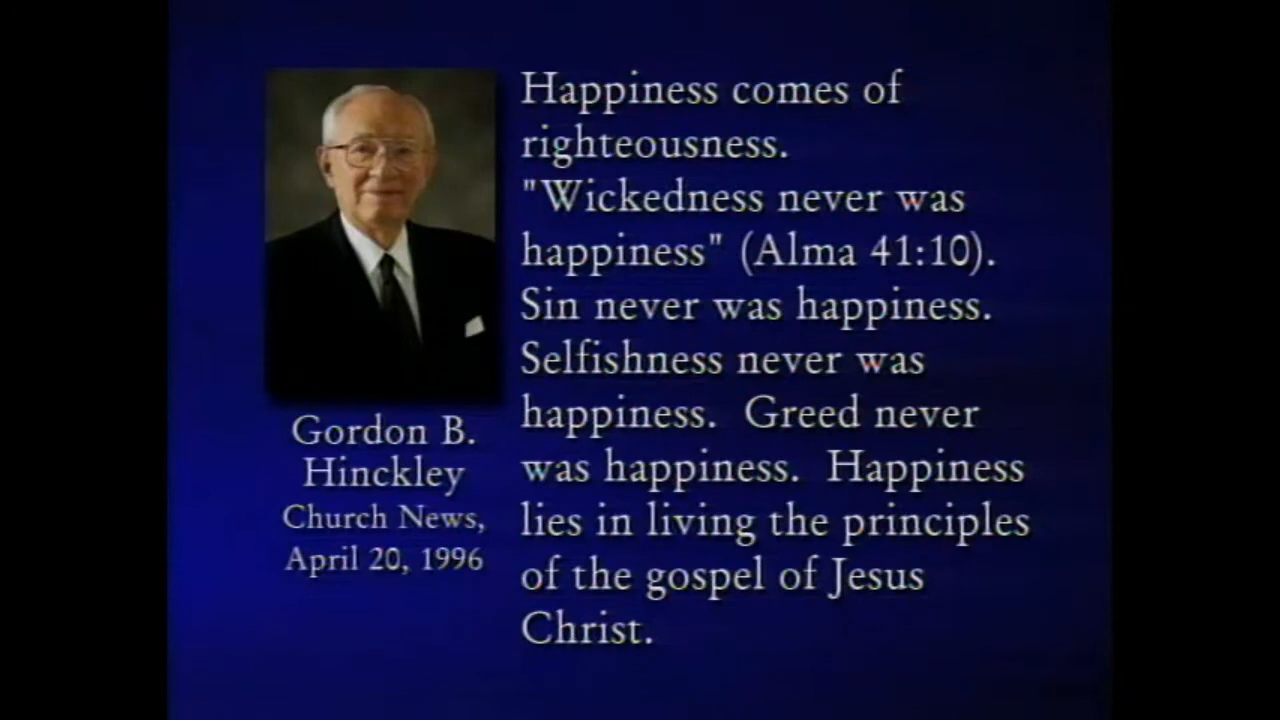 Happiness comes of
righteousness.
"Wickedness never was
happiness" (Alma 41:10).
Sin never was happiness.
Selfishness never was
happiness.  Greed never
was happiness.  Happiness
lies in living the principles
of the gospel of Jesus
Christ.
Gordon B.
Hinckley
Church News,
April 20, 1996